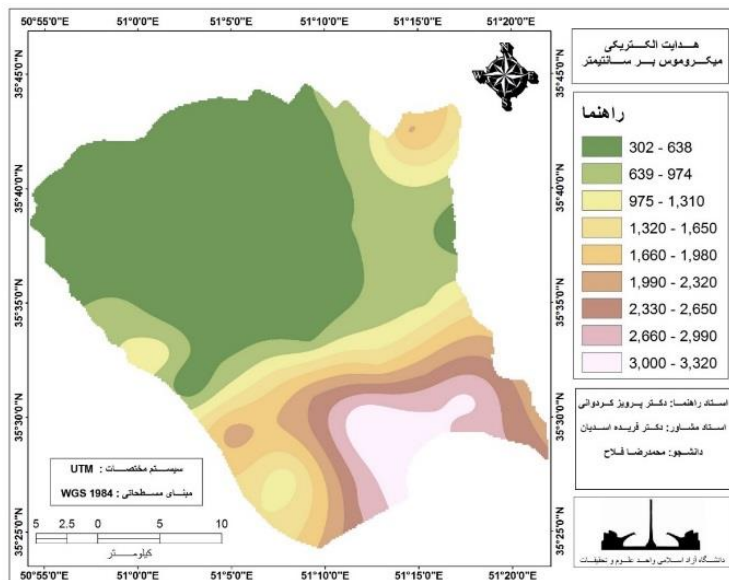 50°55'0"E 51°0'0"E 51°5'0"E 51°10'0"E 51°15'0"E 51°20'0"E
هدایت الکتریکی
میکروموس بر سانتیمتر
راهنما
302 - 638
639 - 974
975 - 1,310
1,320 - 1,650
1,660 - 1,980
1,990 - 2,320
2,330 - 2,650
2,660 - 2,990
3,000 - 3,320
35°45'0"N
35°40'0"N
35°35'0"N
35°30'0"N
35°25'0"N
35°45'0"N
35°40'0"N
35°35'0"N
35°30'0"N
35°25'0"N
استاد راهنما: دکتر پرویز کردوانی
استاد مشاور: دکتر فریده اسدیان
دانشجو: محمدرضا فلاح
سیستم مختصات : UTM
مبنای مسطحاتی : WGS 1984
5 2.5 0 5 10
کیلومتر
دانشگاه آزاد اسلامی واحد علوم و تحقیقات
50°55'0"E 51°0'0"E 51°5'0"E 51°10'0"E 51°15'0"E 51°20'0"E